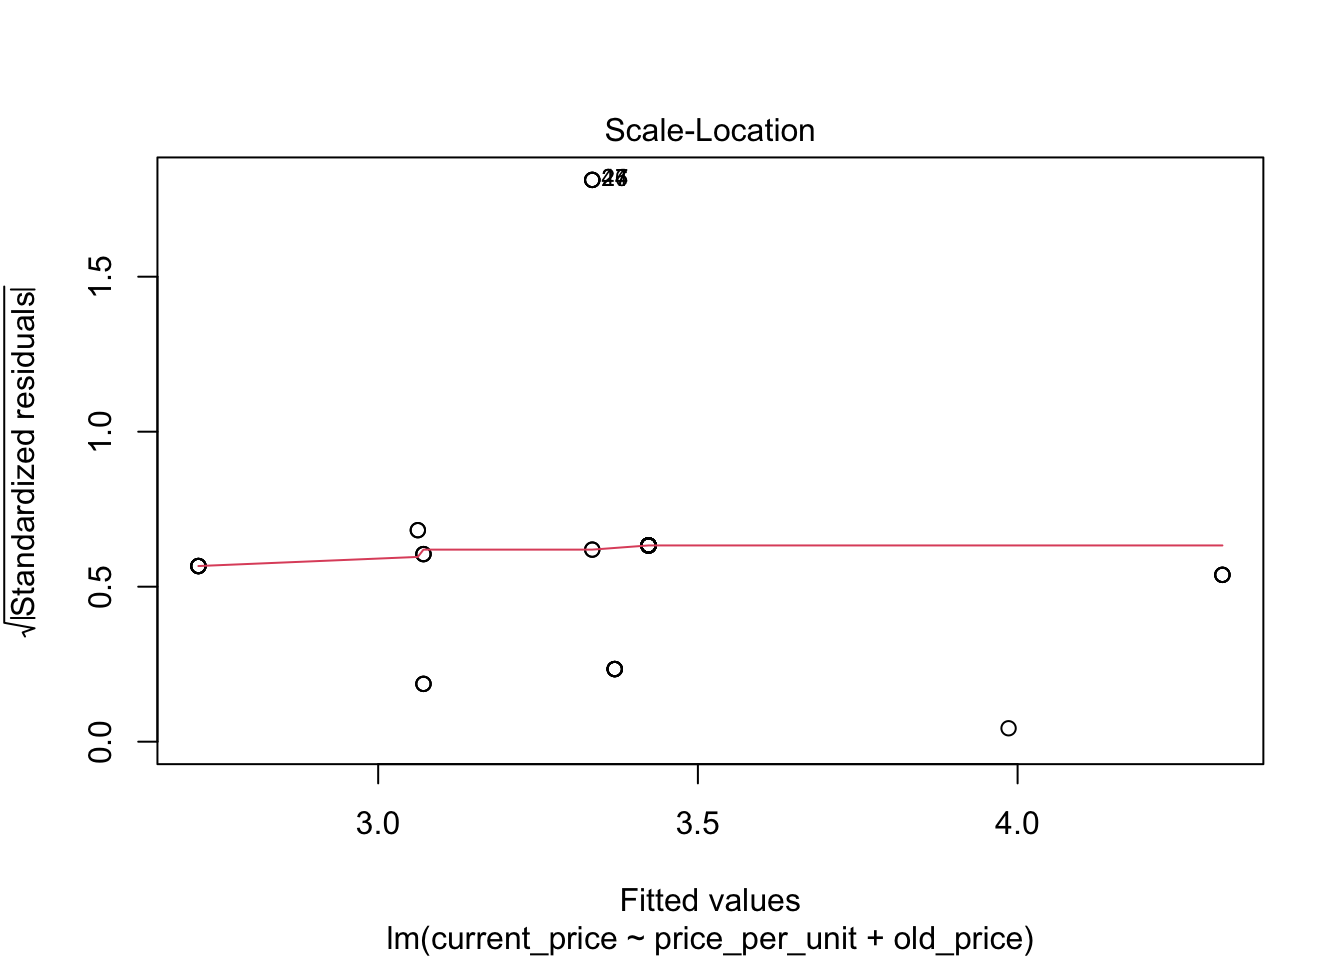 Scale-Location
√|Standardized residuals|
1.5
1.0
0.5
0.0
3.0 3.5 4.0
Fitted values
lm(current_price ~ price_per_unit + old_price)